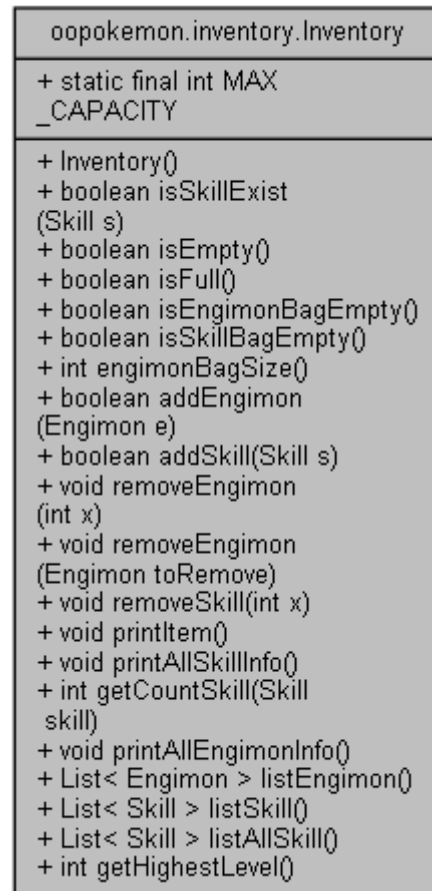 oopokemon.inventory.Inventory
+ static final int MAX
_CAPACITY
+ Inventory()
+ boolean isSkillExist
(Skill s)
+ boolean isEmpty()
+ boolean isFull()
+ boolean isEngimonBagEmpty()
+ boolean isSkillBagEmpty()
+ int engimonBagSize()
+ boolean addEngimon
(Engimon e)
+ boolean addSkill(Skill s)
+ void removeEngimon
(int x)
+ void removeEngimon
(Engimon toRemove)
+ void removeSkill(int x)
+ void printItem()
+ void printAllSkillInfo()
+ int getCountSkill(Skill
skill)
+ void printAllEngimonInfo()
+ List< Engimon > listEngimon()
+ List< Skill > listSkill()
+ List< Skill > listAllSkill()
+ int getHighestLevel()